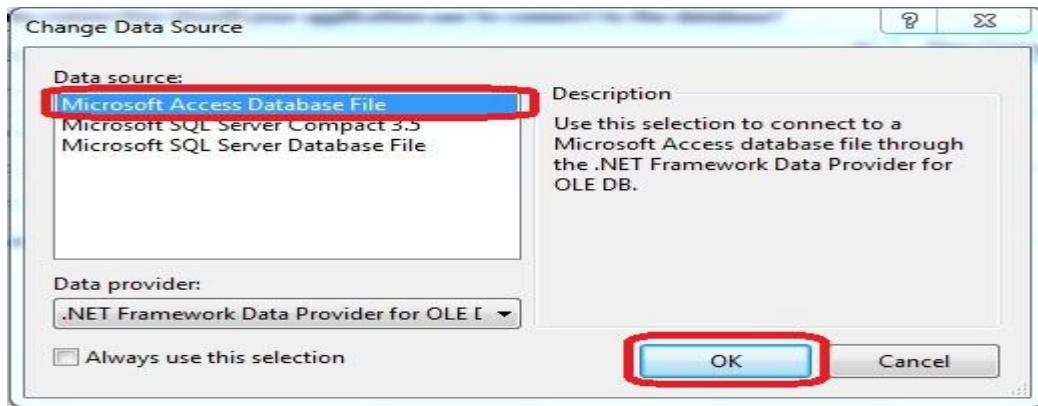 Change Data Source
Data source:
Microsoft Access Database File
Microsoft SQL Server Compact 3.5
Microsoft SQL Server Database File
Description
Use this selection to connect to a
Microsoft Access database file through
the .NET Framework Data Provider for
OLE DB.
Data provider:
.NET Framework Data Provider for OLE
Always use this selection
OK
Cancel